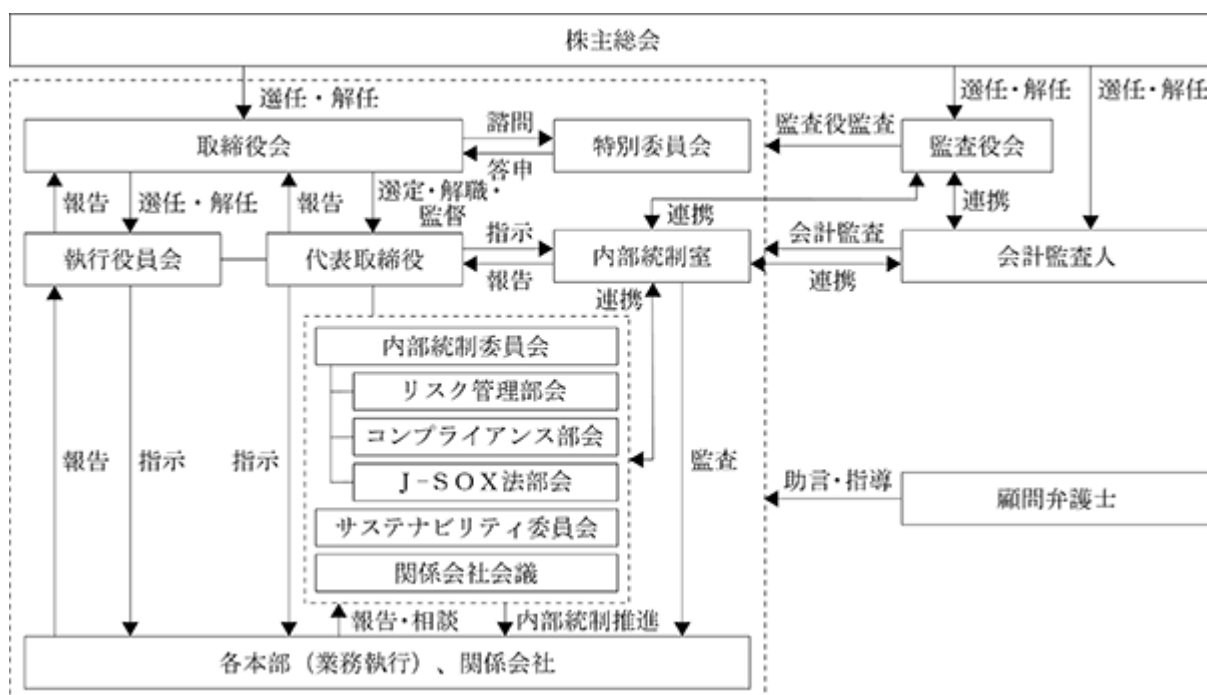 株主総会
選任・解任
選任・解任
選任・解任
取締役会
諮問
答申
特別委員会
監査役監査
監査役会
報告
選任・解任
報告
選定・解職・
監督
連携
連携
執行役員会
代表取締役
指示
報告
内部統制室
会計監査
連携
会計監査人
連携
内部統制委員会
リスク管理部会
コンプライアンス部会
J-SOX法部会
サステナビリティ委員会
関係会社会議
報告
指示
指示
監査
助言・指導
顧問弁護士
報告・相談
内部統制推進
各本部（業務執行）、関係会社